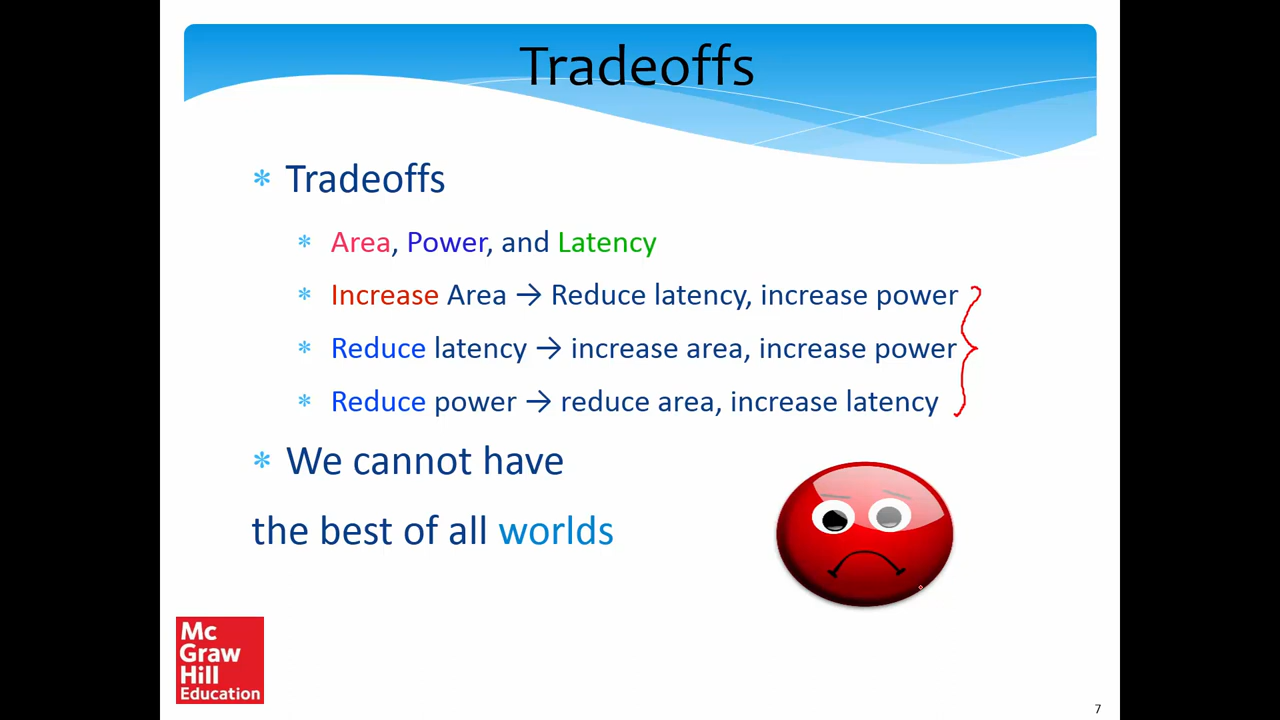 Tradeoffs
* Tradeoffs
* Area, Power, and Latency
* Increase Area → Reduce latency, increase power
* Reduce latency → increase area, increase power
* Reduce power → reduce area, increase latency
* We cannot have
the best of all worlds
Mc
Graw
Hill
Education
7